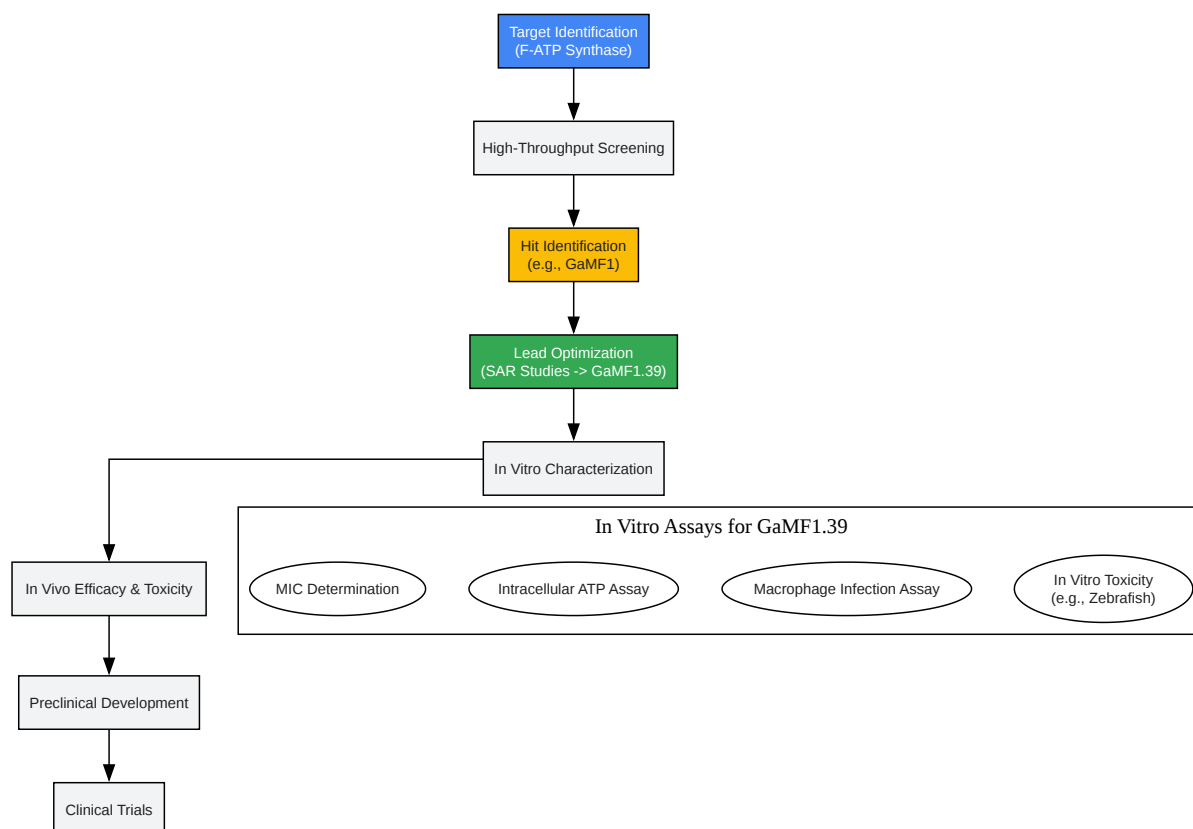 Target Identification
(F-ATP Synthase)
High-Throughput Screening
Hit Identification
(e.g., GaMF1)
Lead Optimization
(SAR Studies -> GaMF1.39)
In Vitro Characterization
In Vitro Assays for GaMF1.39
In Vivo Efficacy & Toxicity
MIC Determination
Intracellular ATP Assay
Macrophage Infection Assay
In Vitro Toxicity
(e.g., Zebrafish)
Preclinical Development
Clinical Trials